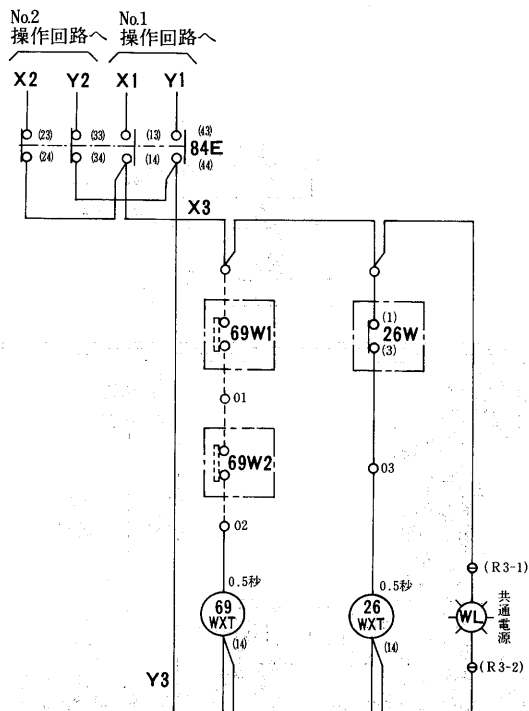 No.2
操作回路へ
No.1
操作回路へ
X2 Y2 X1 Y1
(23) (33) (13) (43)
84E
(24) (34) (14) (44)
X3
69W1
(1)
26W
(3)
01
69W2
03
02
(R3-1)
0.5秒
0.5秒
69
WXT
26
WXT
WL
共通電源
(14)
(14)
(R3-2)
Y3